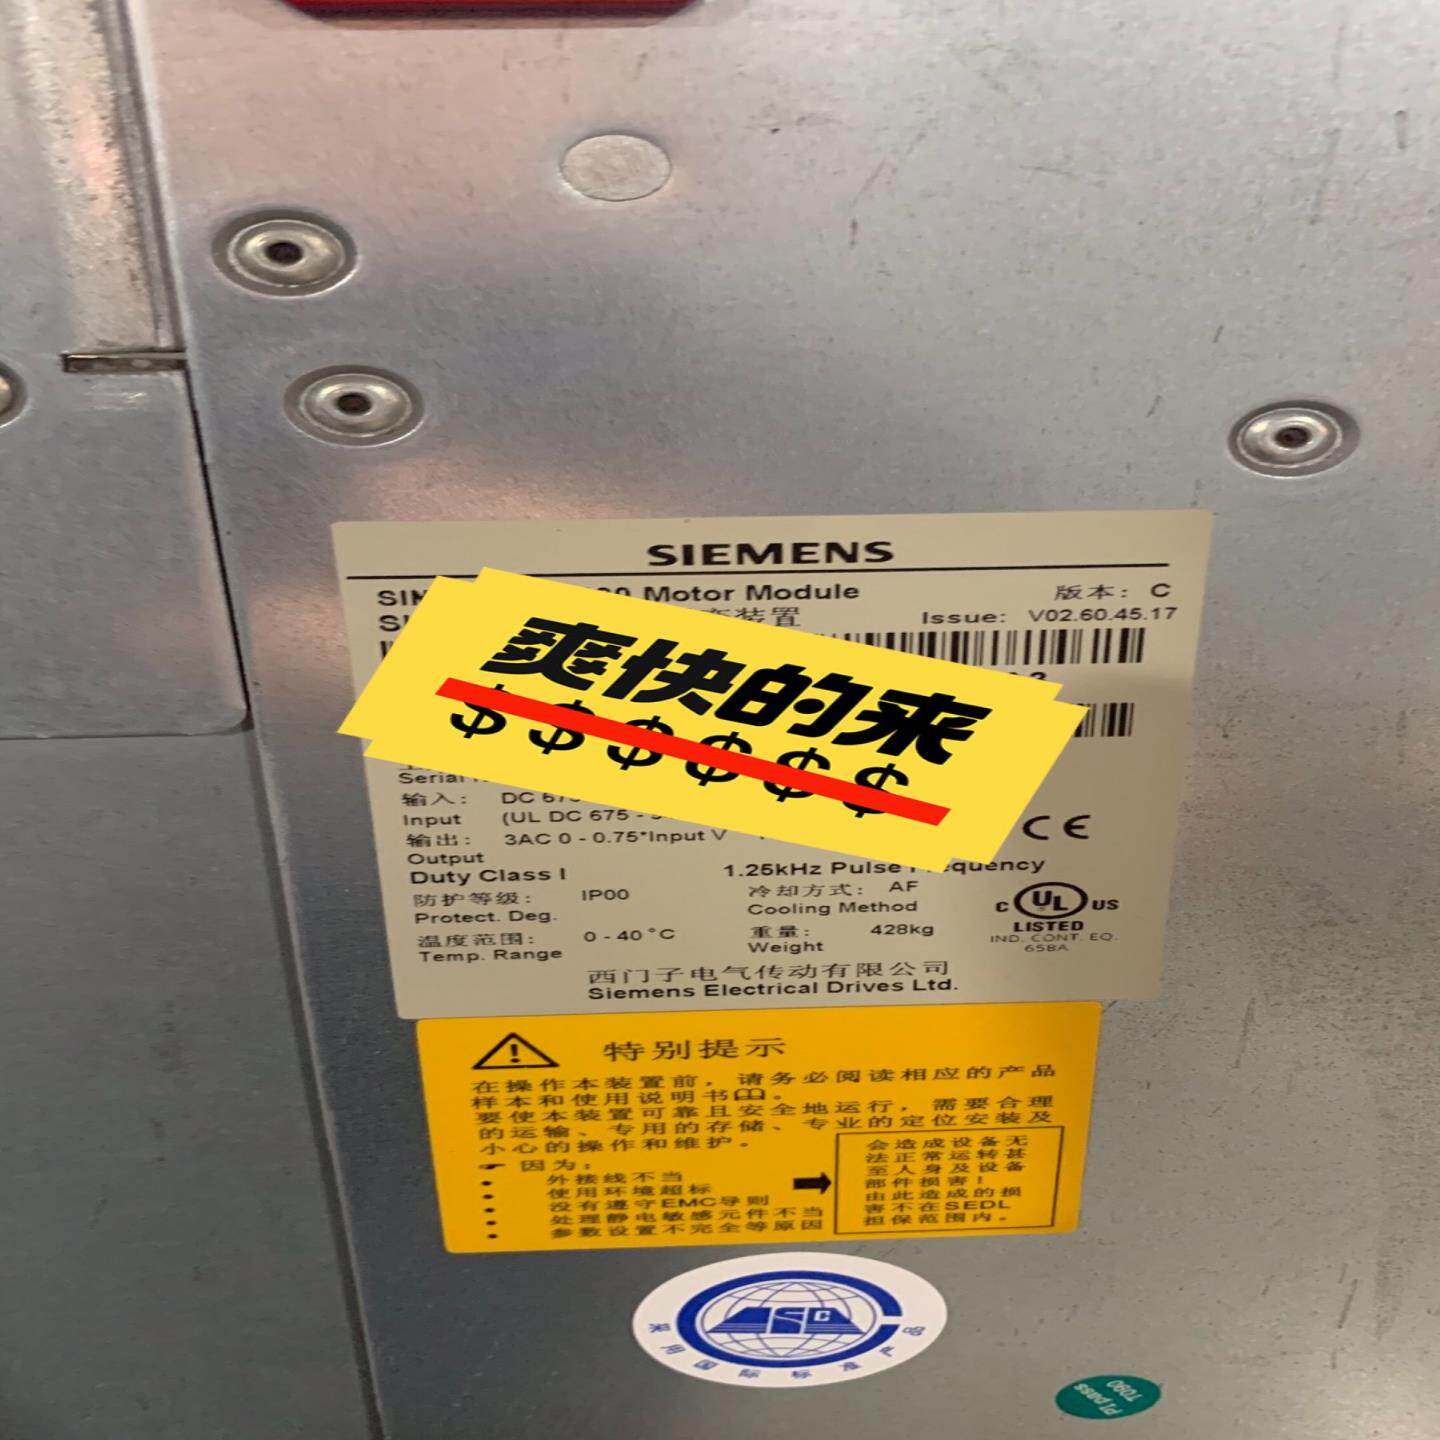 SIEMENS
Motor Module
版本: C
装置
Issue: V02.60.45.17
爽快的来
$ $ $ $ $ $
Serial
输入:
DC
Input
(UL DC 675 -
输出:
3AC 0 - 0.75*Input V
Output
Duty Class I
1.25kHz Pulse
CE
防护等级:
IP00
冷却方式: AF
Protect. Deg.
Cooling Method
C UL US
LISTED
IND. CONT. EQ.
65BA
温度范围:
0 - 40°C
重量:
428kg
Temp. Range
Weight
西门子电气传动有限公司
Siemens Electrical Drives Ltd.
特别提示
在操作本装置前，请务必阅读相应的产品
样本和使用说明书。
要使本装置可靠且安全地运行，需要合理
的运输、专用的存储、专业的定位安装及
小心的操作和维护。
因为:
• 外接线不当
• 使用环境超标
• 没有遵守EMC导则
• 处理静电敏感元件不当
• 参数设置不完全等原因
会造成设备无
法正常运转甚
至人身及设备
部件损害!
由此造成的损
害不在SEDL
担保范围内。
采用国际标准产品
PI pass
T090